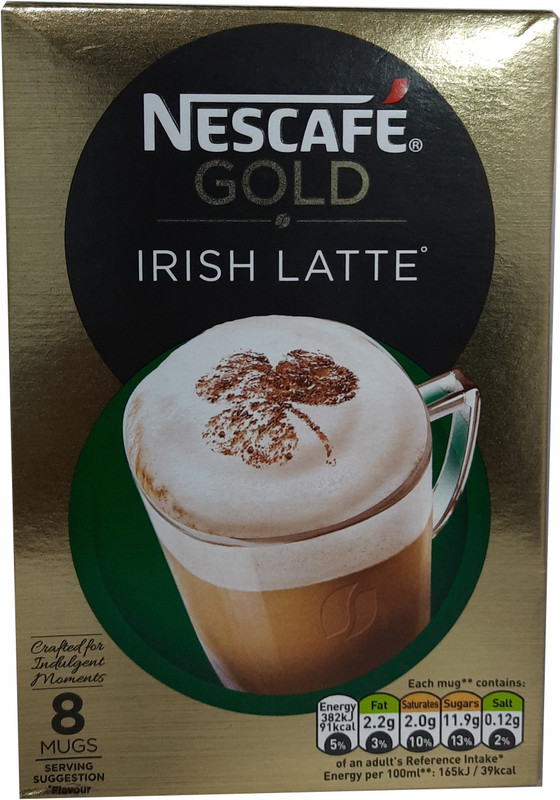 NESCAFÉ®
GOLD
IRISH LATTE°
Crafted for
Indulgent
Moments
8
MUGS
SERVING
SUGGESTION
°Flavour
Each mug** contains:
Energy
382kJ
91kcal
5%
Fat
2.2g
3%
Saturates
2.0g
10%
Sugars
11.9g
13%
Salt
0.12g
2%
of an adult's Reference Intake*
Energy per 100ml**: 165kJ / 39kcal